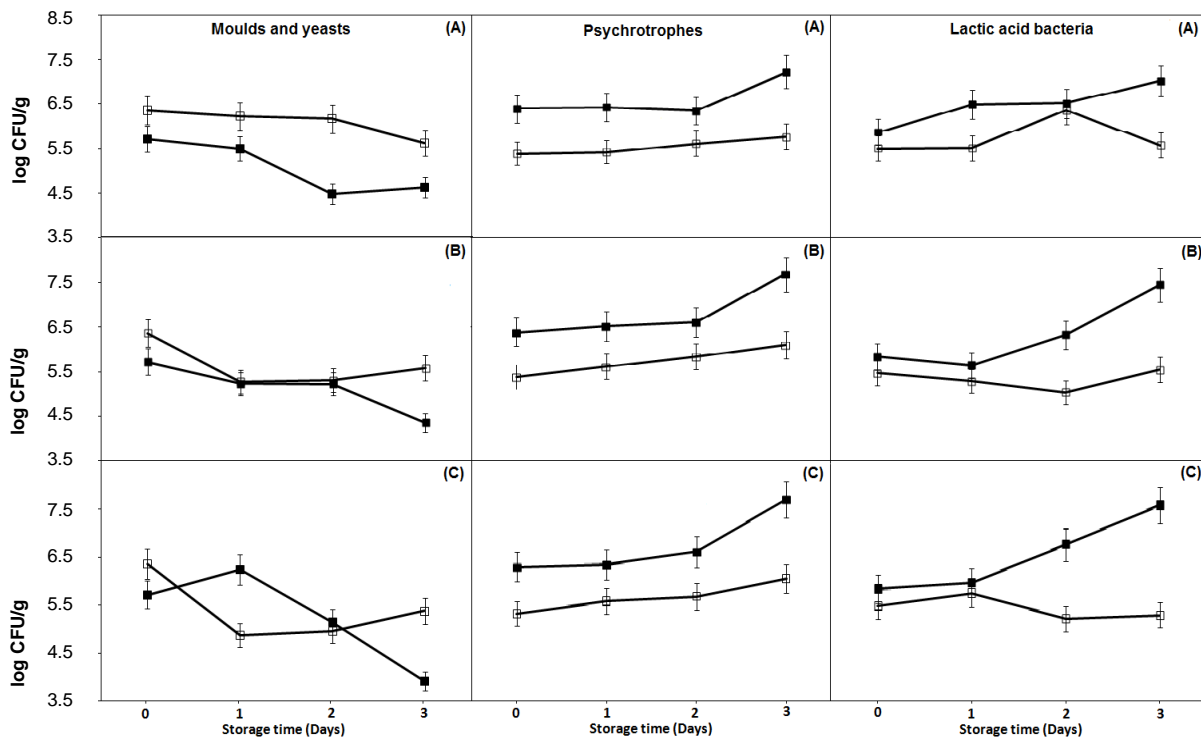 8.5
Moulds and yeasts (A) Psychrotrophes (A) Lactic acid bacteria (A)
7.5
6.5
5.5
4.5
3.5
log CFU/g
(B) (B) (B)
7.5
6.5
5.5
4.5
3.5
log CFU/g
(C) (C) (C)
7.5
6.5
5.5
4.5
3.5
log CFU/g
0 1 2 3 0 1 2 3 0 1 2 3
Storage time (Days) Storage time (Days) Storage time (Days)